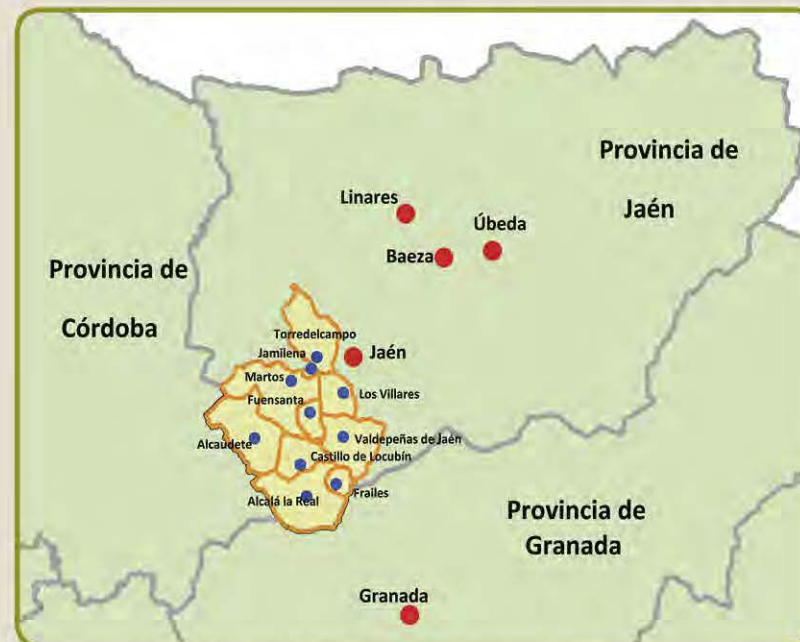 Provincia de
Jaén
Linares
Úbeda
Baeza
Provincia de
Córdoba
Torredelcampo
Jamilena
Jaén
Martos
Los Villares
Fuensanta
Alcaudete
Valdepeñas de Jaén
Castillo de Locubín
Frailes
Alcalá la Real
Provincia de
Granada
Granada